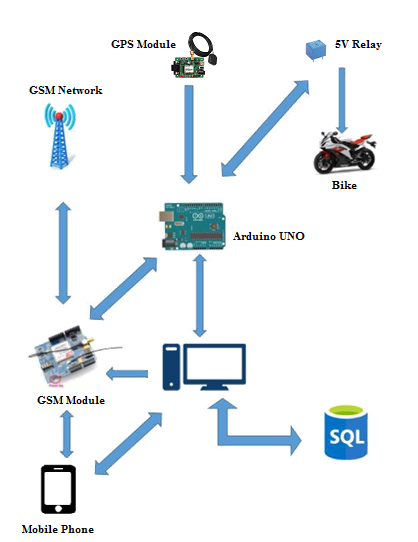 GPS Module
5V Relay
GSM Network
Bike
Arduino UNO
GSM Module
SQL
Mobile Phone